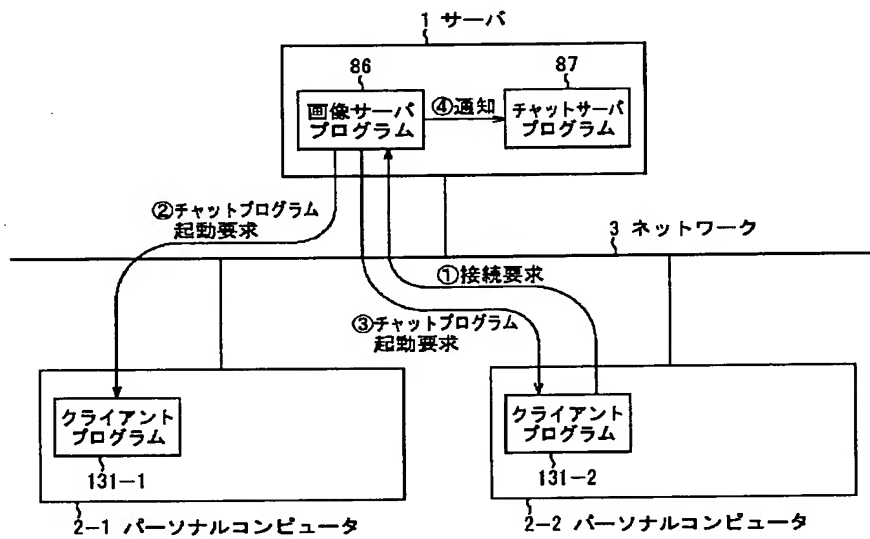 1 サーバ
86
87
画像サーバ
プログラム
④通知
チャットサーバ
プログラム
②チャットプログラム
起動要求
3 ネットワーク
①接続要求
③チャットプログラム
起動要求
クライアント
プログラム
131-1
クライアント
プログラム
131-2
2-1 パーソナルコンピュータ
2-2 パーソナルコンピュータ